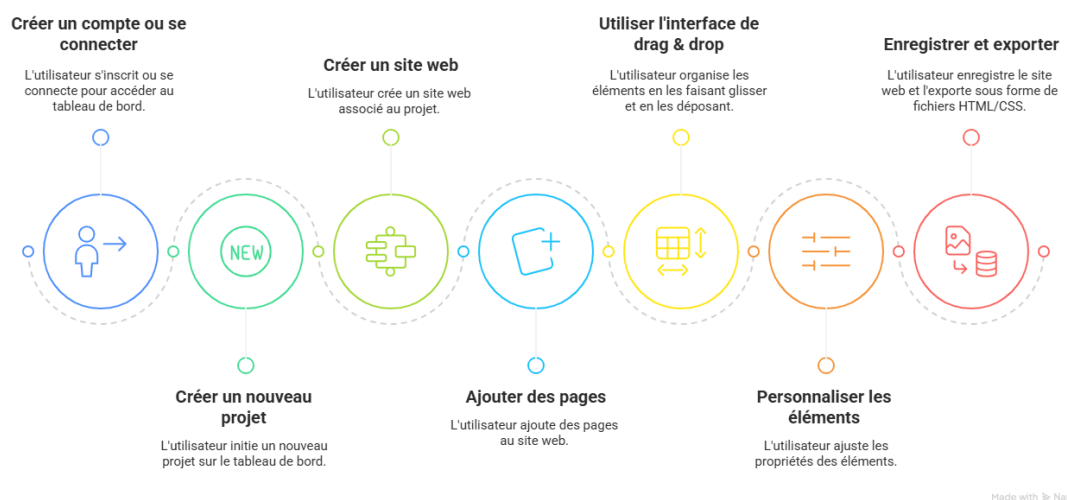 Créer un compte ou se
connecter
L'utilisateur s'inscrit ou se
connecte pour accéder au
tableau de bord.
NEW
Créer un nouveau
projet
L'utilisateur initie un nouveau
projet sur le tableau de bord.
Créer un site web
L'utilisateur crée un site web
associé au projet.
Ajouter des pages
L'utilisateur ajoute des pages
au site web.
Utiliser l'interface de
drag & drop
L'utilisateur organise les
éléments en les faisant glisser
et en les déposant.
Personnaliser les
éléments
L'utilisateur ajuste les
propriétés des éléments.
Enregistrer et exporter
L'utilisateur enregistre le site
web et l'exporte sous forme de
fichiers HTML/CSS.
Made with